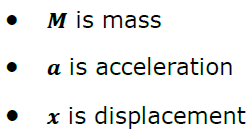 • M is mass
• a is acceleration
• x is displacement